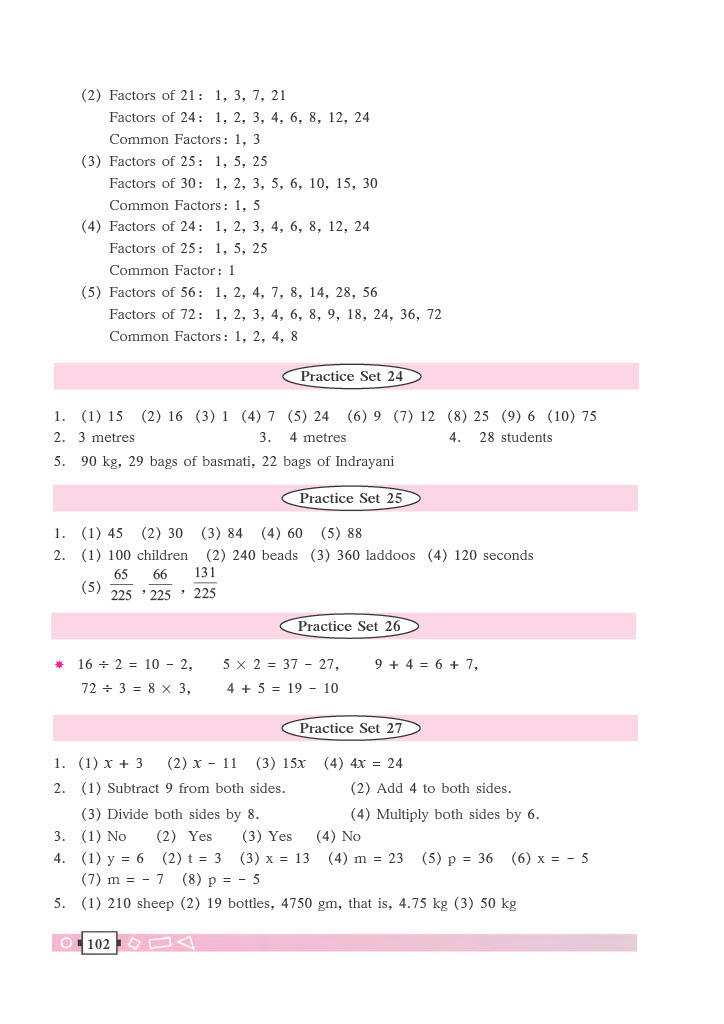 (2) Factors of 21 : 1, 3, 7, 21
Factors of 24 : 1, 2, 3, 4, 6, 8, 12, 24
Common Factors : 1, 3
(3) Factors of 25 : 1, 5, 25
Factors of 30 : 1, 2, 3, 5, 6, 10, 15, 30
Common Factors : 1, 5
(4) Factors of 24 : 1, 2, 3, 4, 6, 8, 12, 24
Factors of 25 : 1, 5, 25
Common Factor : 1
(5) Factors of 56 : 1, 2, 4, 7, 8, 14, 28, 56
Factors of 72 : 1, 2, 3, 4, 6, 8, 9, 18, 24, 36, 72
Common Factors : 1, 2, 4, 8
Practice Set 24
1. (1) 15 (2) 16 (3) 1 (4) 7 (5) 24 (6) 9 (7) 12 (8) 25 (9) 6 (10) 75
2. 3 metres 3. 4 metres 4. 28 students
5. 90 kg, 29 bags of basmati, 22 bags of Indrayani
Practice Set 25
1. (1) 45 (2) 30 (3) 84 (4) 60 (5) 88
2. (1) 100 children (2) 240 beads (3) 360 laddoos (4) 120 seconds
(5) 65/225 , 66/225 , 131/225
Practice Set 26
✷ 16 ÷ 2 = 10 − 2, 5 × 2 = 37 − 27, 9 + 4 = 6 + 7,
72 ÷ 3 = 8 × 3, 4 + 5 = 19 − 10
Practice Set 27
1. (1) x + 3 (2) x − 11 (3) 15x (4) 4x = 24
2. (1) Subtract 9 from both sides. (2) Add 4 to both sides.
(3) Divide both sides by 8. (4) Multiply both sides by 6.
3. (1) No (2) Yes (3) Yes (4) No
4. (1) y = 6 (2) t = 3 (3) x = 13 (4) m = 23 (5) p = 36 (6) x = − 5
(7) m = − 7 (8) p = − 5
5. (1) 210 sheep (2) 19 bottles, 4750 gm, that is, 4.75 kg (3) 50 kg
102